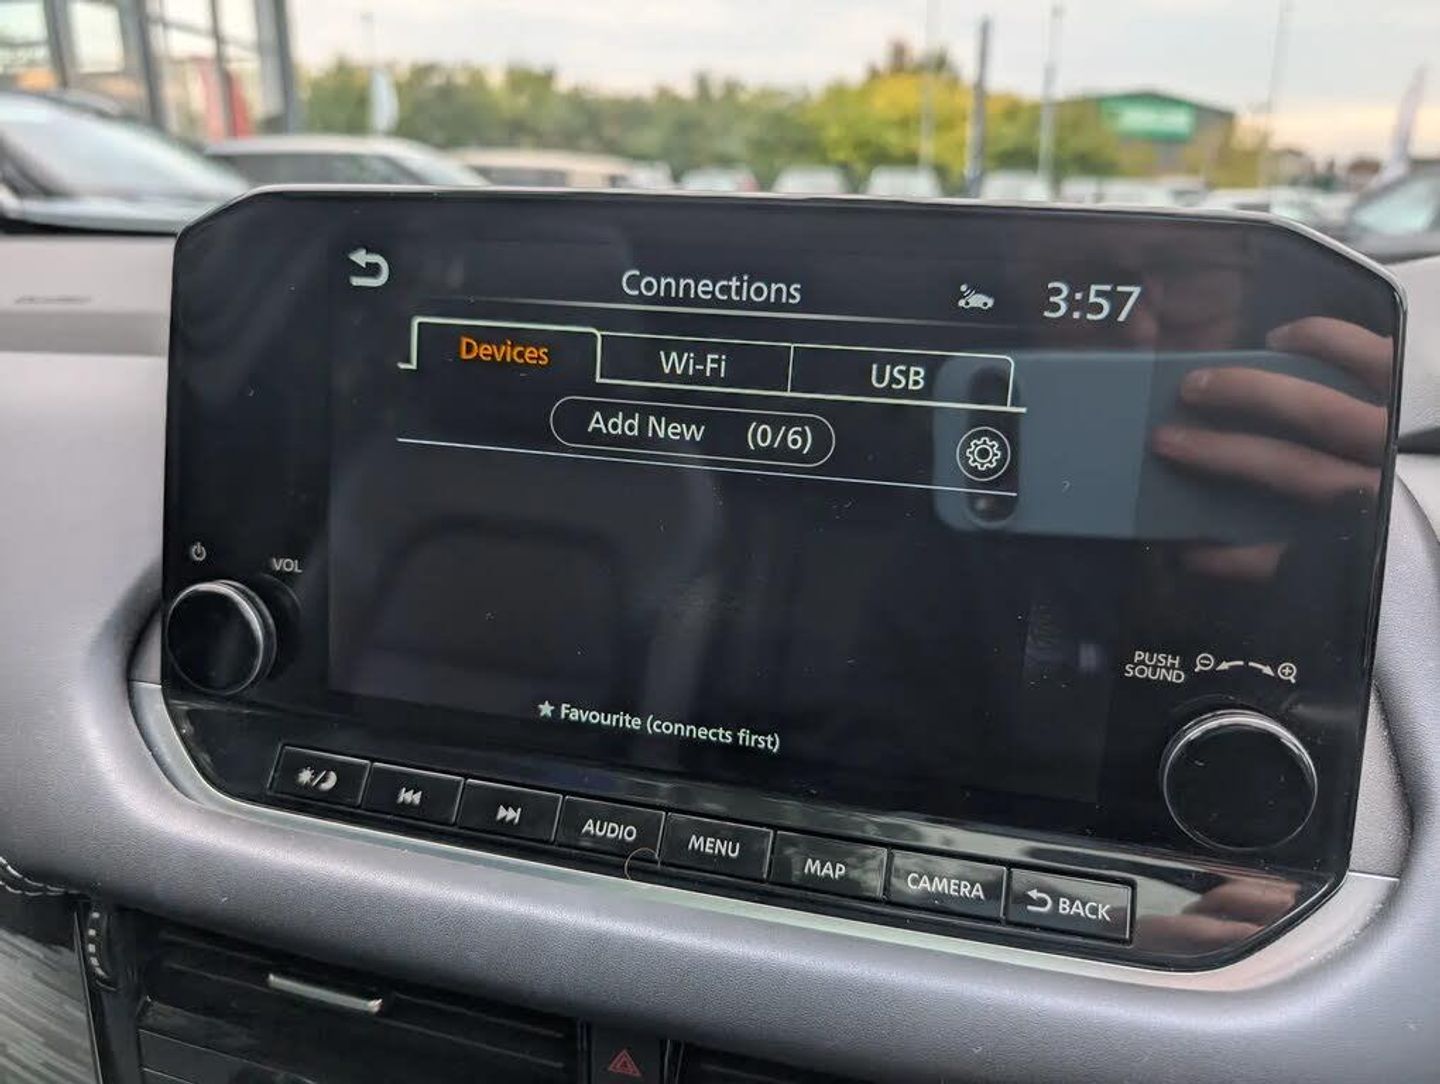 Connections
3:57
Devices
Wi-Fi
USB
Add New (0/6)
VOL
PUSH
SOUND
★ Favourite (connects first)
AUDIO
MENU
MAP
CAMERA
BACK